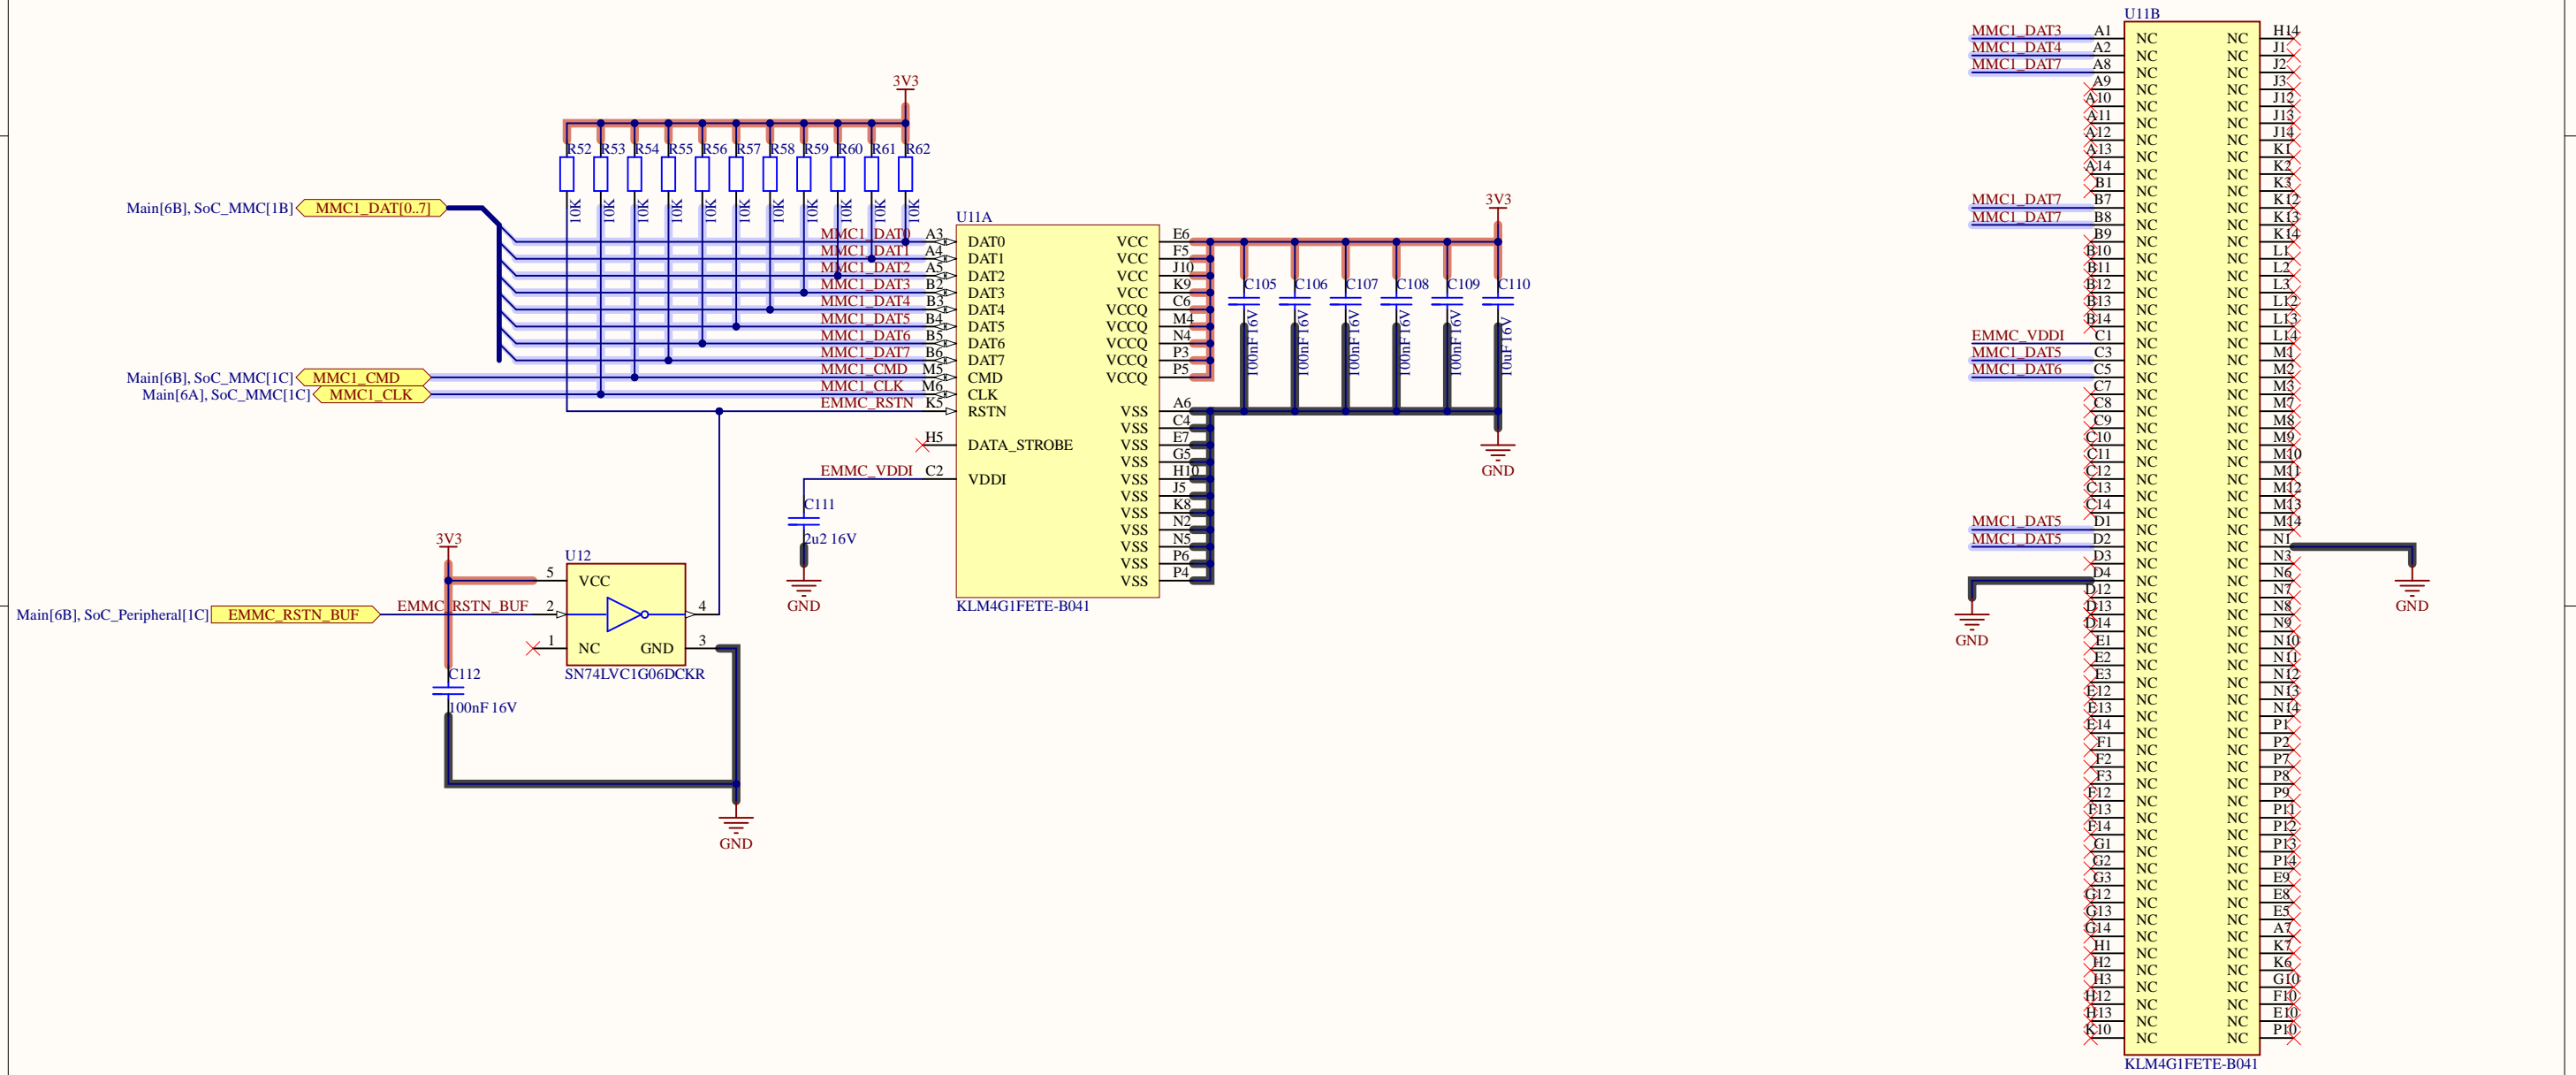 3V3
R52 R53 R54 R55 R56 R57 R58 R59 R60 R61 R62
10K 10K 10K 10K 10K 10K 10K 10K 10K 10K 10K
Main[6B], SoC_MMC[1B] MMC1_DAT[0..7]
Main[6B], SoC_MMC[1C] MMC1_CMD
Main[6A], SoC_MMC[1C] MMC1_CLK
U11A
MMC1_DAT0 A3 DAT0
MMC1_DAT1 A4 DAT1
MMC1_DAT2 A5 DAT2
MMC1_DAT3 B2 DAT3
MMC1_DAT4 B3 DAT4
MMC1_DAT5 B4 DAT5
MMC1_DAT6 B5 DAT6
MMC1_DAT7 B6 DAT7
MMC1_CMD M5 CMD
MMC1_CLK M6 CLK
EMMC_RSTN K5 RSTN
H5 DATA_STROBE
EMMC_VDDI C2 VDDI
VCC E6
VCC F5
VCC J10
VCC K9
VCCQ C6
VCCQ M4
VCCQ N4
VCCQ P3
VCCQ P5
VSS A6
VSS C4
VSS E7
VSS G5
VSS H10
VSS J5
VSS K8
VSS N2
VSS N5
VSS P6
VSS P4
KLM4G1FETE-B041
3V3
C105 C106 C107 C108 C109 C110
100nF 16V 100nF 16V 100nF 16V 100nF 16V 100nF 16V 10uF 16V
GND
C111
2u2 16V
GND
3V3
U12
5 VCC
Main[6B], SoC_Peripheral[1C] EMMC_RSTN_BUF
EMMC_RSTN_BUF 2 4
1 NC GND 3
SN74LVC1G06DCKR
C112
100nF 16V
GND
U11B
MMC1_DAT3 A1 NC NC H14
MMC1_DAT4 A2 NC NC J1
MMC1_DAT7 A8 NC NC J2
A9 NC NC J3
A10 NC NC J12
A11 NC NC J13
A12 NC NC J14
A13 NC NC K1
A14 NC NC K2
B1 NC NC K3
MMC1_DAT7 B7 NC NC K12
MMC1_DAT7 B8 NC NC K13
B9 NC NC K14
B10 NC NC L1
B11 NC NC L2
B12 NC NC L3
B13 NC NC L12
B14 NC NC L13
EMMC_VDDI C1 NC NC L14
MMC1_DAT5 C3 NC NC M1
MMC1_DAT6 C5 NC NC M2
C7 NC NC M3
C8 NC NC M7
C9 NC NC M8
C10 NC NC M9
C11 NC NC M10
C12 NC NC M11
C13 NC NC M12
C14 NC NC M13
MMC1_DAT5 D1 NC NC M14
MMC1_DAT5 D2 NC NC N1
D3 NC NC N3
D4 NC NC N6
D12 NC NC N7
D13 NC NC N8
D14 NC NC N9
E1 NC NC N10
E2 NC NC N11
E3 NC NC N12
E12 NC NC N13
E13 NC NC N14
E14 NC NC P1
F1 NC NC P2
F2 NC NC P7
F3 NC NC P8
F12 NC NC P9
F13 NC NC P11
F14 NC NC P12
G1 NC NC P13
G2 NC NC P14
G3 NC NC E9
G12 NC NC E8
G13 NC NC E5
G14 NC NC A7
H1 NC NC K7
H2 NC NC K6
H3 NC NC G10
H12 NC NC F10
H13 NC NC E10
K10 NC NC P10
GND
GND
KLM4G1FETE-B041